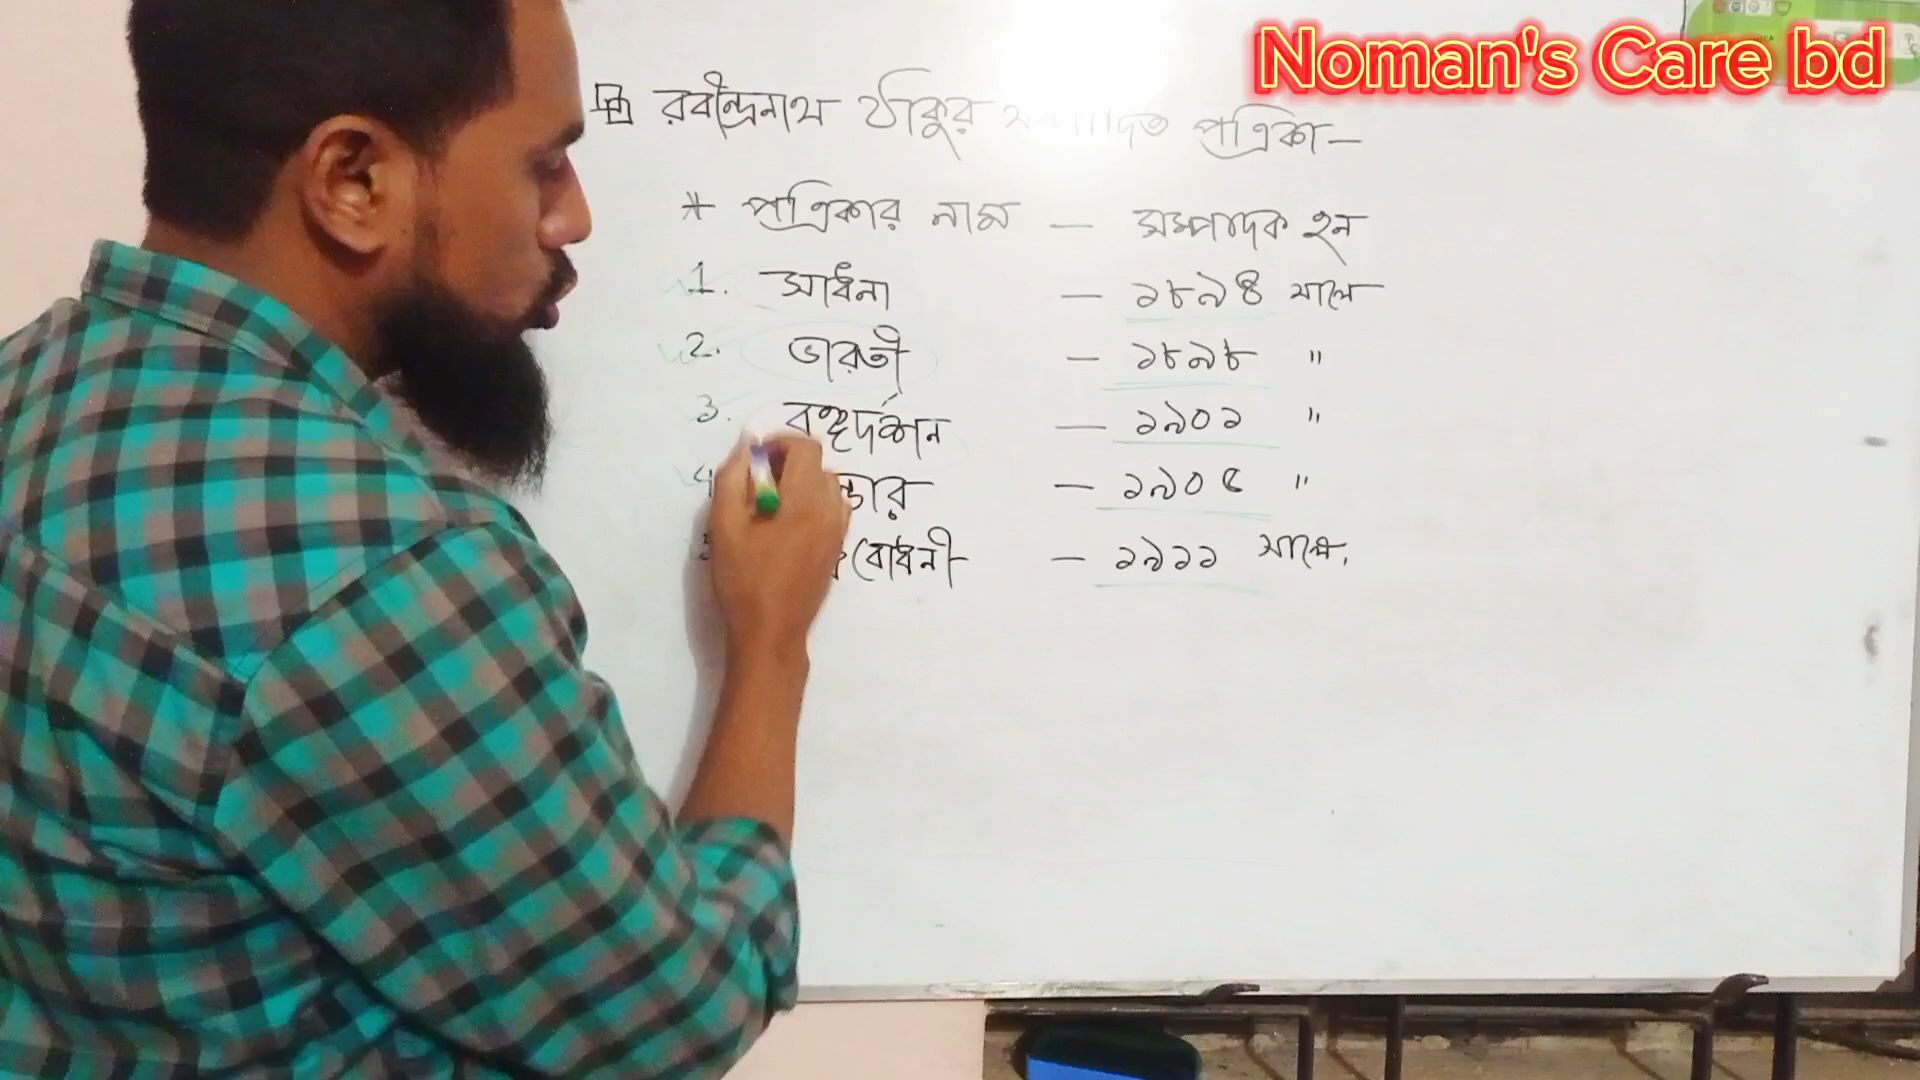 Noman's Care bd
রবীন্দ্রনাথ ঠাকুর পত্রিকা —
* পত্রিকার নাম — সম্পাদক হন
1. সাধনা — ১৮৯৪ সালে
2. ভারতী — ১৮৯৮ "
3. বঙ্গদর্শন — ১৯০১ "
4 — ১৯০৫ "
— ১৯১১ সালে,